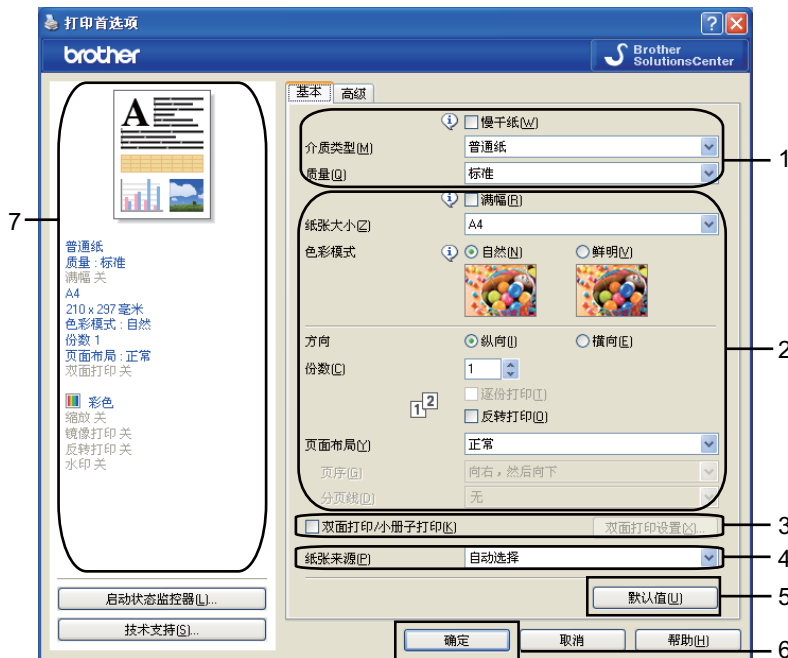 打印首选项
brother
Brother
SolutionsCenter
基本 高级
慢干纸(W)
介质类型(M) 普通纸
质量(Q) 标准
1
满幅(R)
纸张大小(Z) A4
色彩模式 自然(N) 鲜明(V)
方向 纵向(I) 横向(E)
2
份数(C) 1
逐份打印(T)
12
反转打印(O)
页面布局(Y) 正常
页序(G) 向右，然后向下
分页线(D) 无
双面打印/小册子打印(K) 双面打印设置(X)...
3
纸张来源(P) 自动选择
4
默认值(U)
5
A
7
普通纸
质量 : 标准
满幅 关
A4
210 x 297 毫米
色彩模式 : 自然
份数 1
页面布局 : 正常
双面打印 关
彩色
缩放 关
镜像打印 关
反转打印 关
水印 关
启动状态监控器(L)...
技术支持(S)...
确定 取消 帮助(H)
6